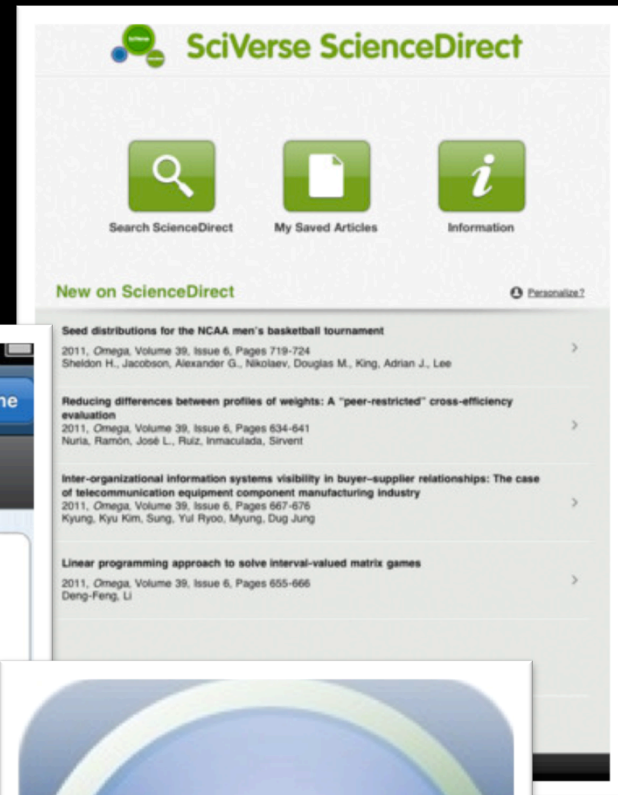 SciVerse ScienceDirect
Search ScienceDirect
My Saved Articles
Information
New on ScienceDirect
Personalize?
Seed distributions for the NCAA men's basketball tournament
2011, Omega, Volume 39, Issue 6, Pages 719-724
Sheldon H., Jacobson, Alexander G., Nikolaev, Douglas M., King, Adrian J., Lee
Reducing differences between profiles of weights: A "peer-restricted" cross-efficiency
evaluation
2011, Omega, Volume 39, Issue 6, Pages 634-641
Nuria, Ramón, José L., Ruiz, Inmaculada, Sirvent
Inter-organizational information systems visibility in buyer–supplier relationships: The case
of telecommunication equipment component manufacturing industry
2011, Omega, Volume 39, Issue 6, Pages 667-676
Kyung, Kyu Kim, Sung, Yul Ryoo, Myung, Dug Jung
Linear programming approach to solve interval-valued matrix games
2011, Omega, Volume 39, Issue 6, Pages 655-666
Deng-Feng, Li